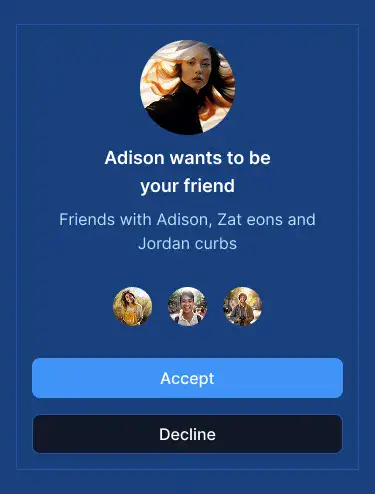 Adison wants to be
your friend
Friends with Adison, Zat eons and
Jordan curbs
Accept
Decline